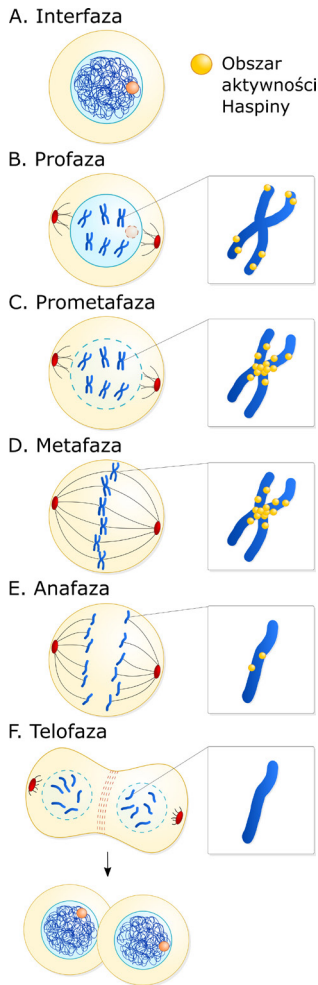 A. Interfaza
Obszar
aktywności
Haspiny
B. Profaza
C. Prometafaza
D. Metafaza
E. Anafaza
F. Telofaza